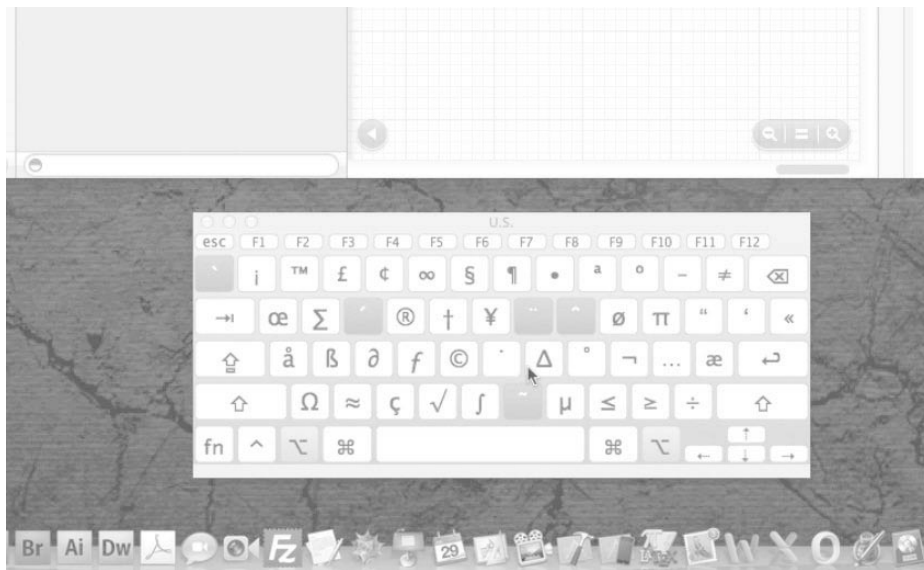 U.S.
esc F1 F2 F3 F4 F5 F6 F7 F8 F9 F10 F11 F12
` ¡ ™ £ ¢ ∞ § ¶ • ª º – ≠ ⌫
⇥ œ ∑ ´ ® † ¥ ¨ ˆ ø π “ ‘ «
⇪ å ß ∂ ƒ © ˙ ∆ ˚ ¬ … æ ↩
⇧ Ω ≈ ç √ ∫ ˜ µ ≤ ≥ ÷ ⇧
fn ^ ⌥ ⌘ ⌘ ⌥ ← ↑ ↓ →
Br Ai Dw Fz 29 W X O